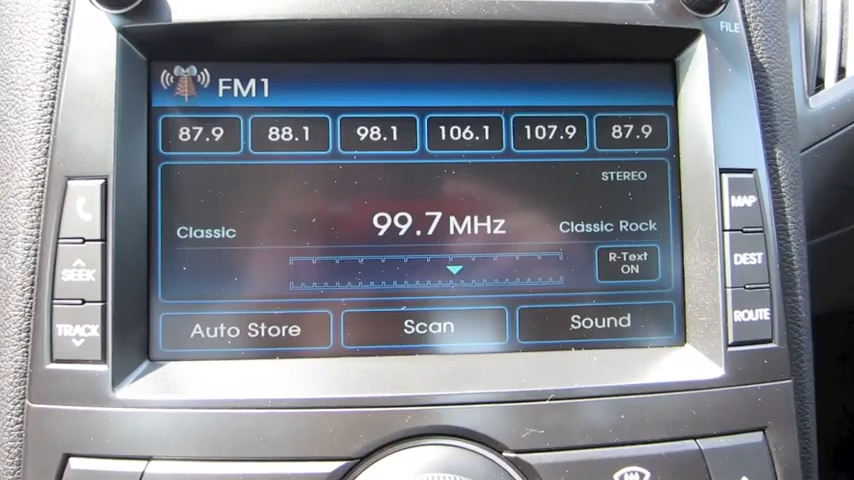 FILE
FM1
87.9 88.1 98.1 106.1 107.9 87.9
STEREO
Classic 99.7 MHz Classic Rock
R-Text
ON
Auto Store Scan Sound
SEEK
TRACK
MAP
DEST
ROUTE